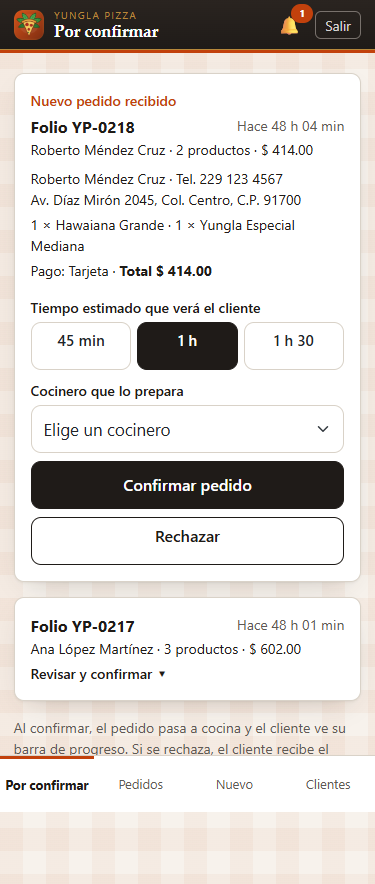 YUNGLA PIZZA
Por confirmar
1
Salir
Nuevo pedido recibido
Folio YP-0218
Hace 48 h 04 min
Roberto Méndez Cruz · 2 productos · $ 414.00
Roberto Méndez Cruz · Tel. 229 123 4567
Av. Díaz Mirón 2045, Col. Centro, C.P. 91700
1 × Hawaiana Grande · 1 × Yungla Especial
Mediana
Pago: Tarjeta · Total $ 414.00
Tiempo estimado que verá el cliente
45 min
1 h
1 h 30
Cocinero que lo prepara
Elige un cocinero
Confirmar pedido
Rechazar
Folio YP-0217
Hace 48 h 01 min
Ana López Martínez · 3 productos · $ 602.00
Revisar y confirmar ▾
Al confirmar, el pedido pasa a cocina y el cliente ve su
barra de progreso. Si se rechaza, el cliente recibe el
Por confirmar
Pedidos
Nuevo
Clientes